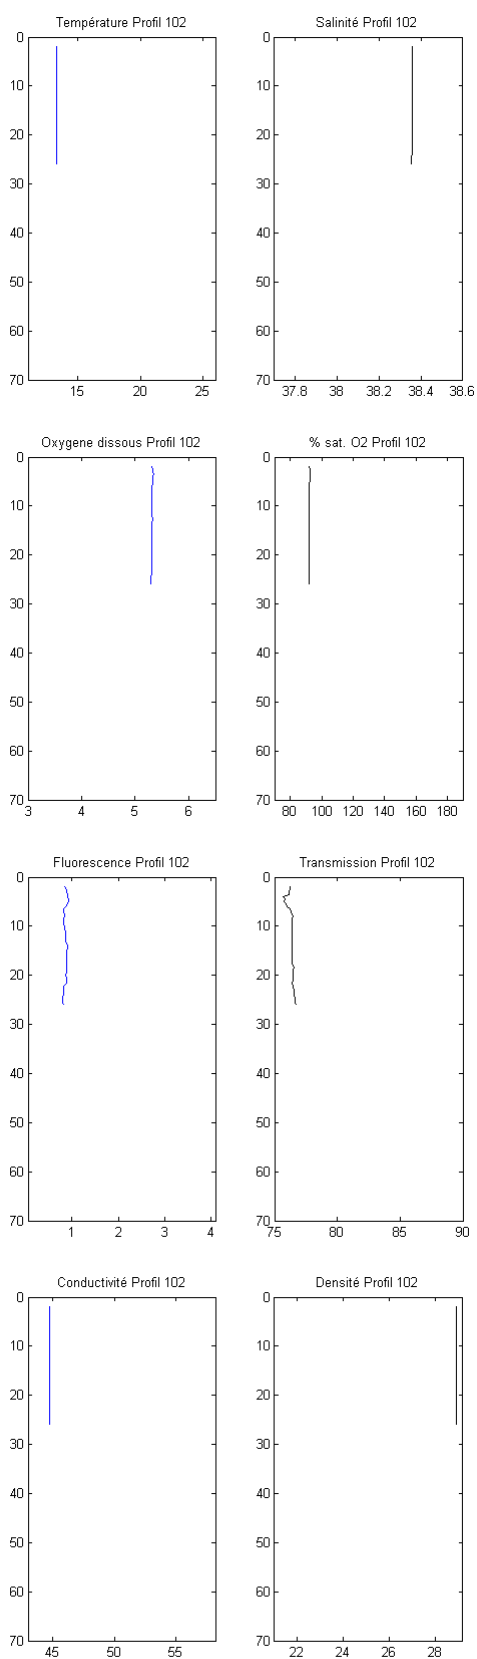 Température Profil 102
Salinité Profil 102
0 0
10 10
20 20
30 30
40 40
50 50
60 60
70 70
15 20 25 37.8 38 38.2 38.4 38.6
Oxygene dissous Profil 102
% sat. O2 Profil 102
0 0
10 10
20 20
30 30
40 40
50 50
60 60
70 70
3 4 5 6 80 100 120 140 160 180
Fluorescence Profil 102
Transmission Profil 102
0 0
10 10
20 20
30 30
40 40
50 50
60 60
70 70
1 2 3 4 75 80 85 90
Conductivité Profil 102
Densité Profil 102
0 0
10 10
20 20
30 30
40 40
50 50
60 60
70 70
45 50 55 22 24 26 28